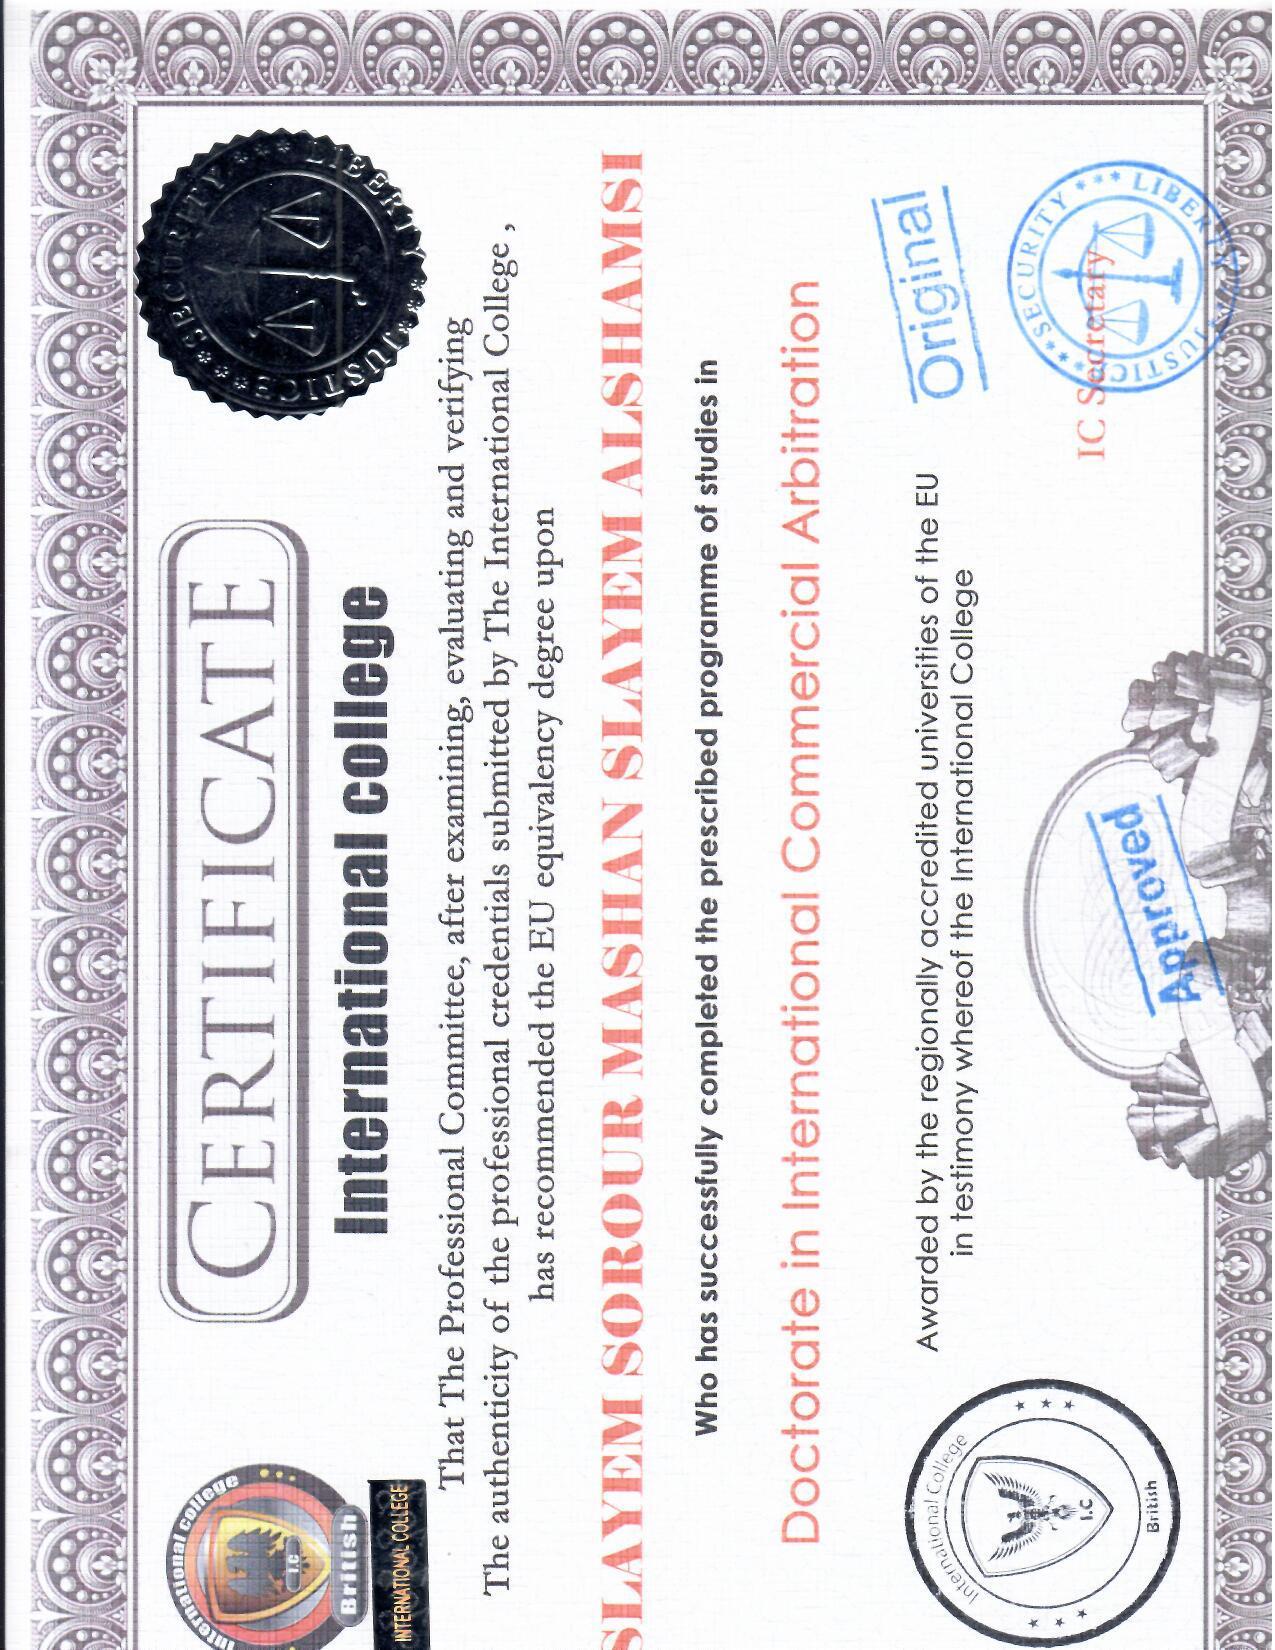 International college
I.C
British
INTERNATIONAL COLLEGE
CERTIFICATE
SECURITY
LIBERTY
JUSTICE
International college
That The Professional Committee, after examining, evaluating and verifying
The authenticity of the professional credentials submitted by The International College ,
has recommended the EU equivalency degree upon
SLAYEM SOROUR MASHAN SLAYEM ALSHAMSI
Who has successfully completed the prescribed programme of studies in
Doctorate in International Commercial Arbitration
Awarded by the regionally accredited universities of the EU
in testimony whereof the International College
Original
International College
I.C
British
Approved
IC Secretary
SECURITY
LIBERTY
JUSTICE